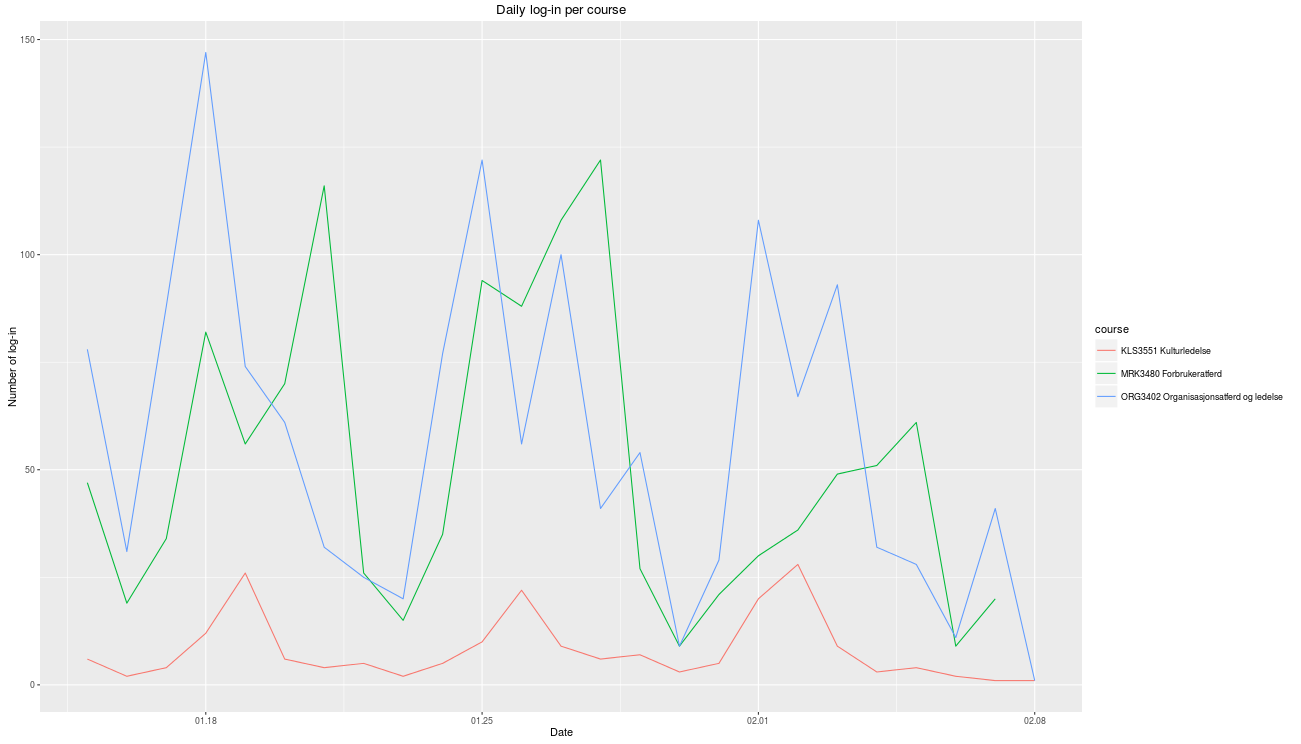 Daily log-in per course
150
100
50
0
Number of log-in
01.18
01.25
02.01
02.08
Date
course
KLS3551 Kulturledelse
MRK3480 Forbrukeratferd
ORG3402 Organisasjonsatferd og ledelse